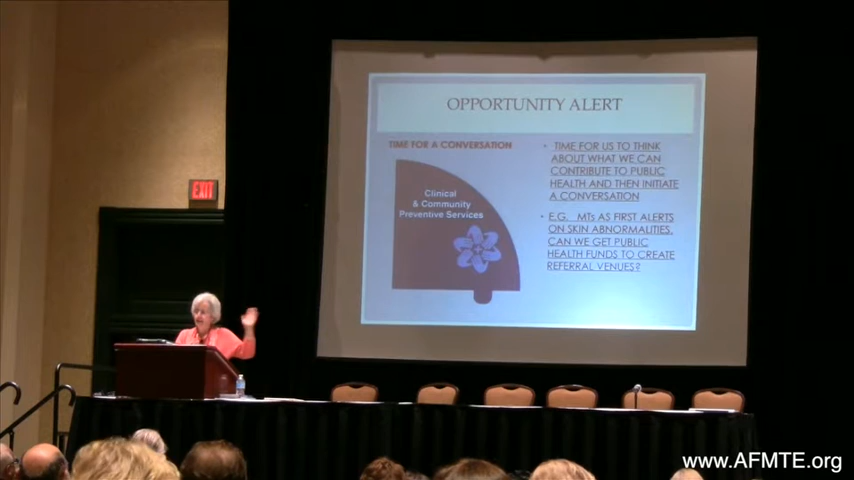 OPPORTUNITY ALERT
TIME FOR A CONVERSATION
Clinical
& Community
Preventive Services
• TIME FOR US TO THINK
ABOUT WHAT WE CAN
CONTRIBUTE TO PUBLIC
HEALTH AND THEN INITIATE
A CONVERSATION
• E.G. MTs AS FIRST ALERTS
ON SKIN ABNORMALITIES,
CAN WE GET PUBLIC
HEALTH FUNDS TO CREATE
REFERRAL VENUES?
EXIT
www.AFMTE.org